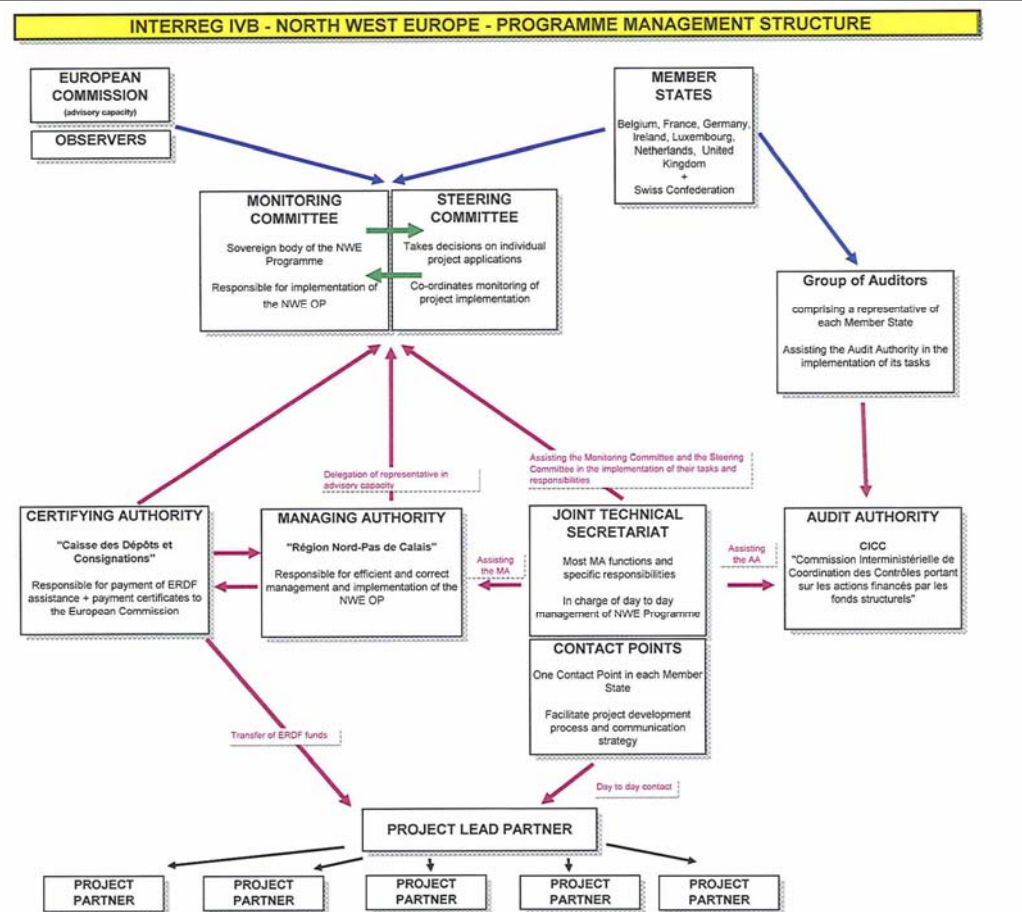 INTERREG IVB - NORTH WEST EUROPE - PROGRAMME MANAGEMENT STRUCTURE
EUROPEAN
COMMISSION
(advisory capacity)
OBSERVERS
MEMBER
STATES
Belgium, France, Germany,
Ireland, Luxembourg,
Netherlands, United
Kingdom
+
Swiss Confederation
MONITORING
COMMITTEE
Sovereign body of the NWE
Programme
Responsible for implementation of
the NWE OP
STEERING
COMMITTEE
Takes decisions on individual
project applications
Co-ordinates monitoring of
project implementation
Group of Auditors
comprising a representative of
each Member State
Assisting the Audit Authority in the
implementation of its tasks
Delegation of representative in
advisory capacity
Assisting the Monitoring Committee and the Steering
Committee in the implementation of their tasks and
responsibilities
CERTIFYING AUTHORITY
"Caisse des Dépôts et
Consignations"
Responsible for payment of ERDF
assistance + payment certificates to
the European Commission
MANAGING AUTHORITY
"Région Nord-Pas de Calais"
Responsible for efficient and correct
management and implementation of the
NWE OP
Assisting
the MA
JOINT TECHNICAL
SECRETARIAT
Most MA functions and
specific responsibilities
In charge of day to day
management of NWE Programme
Assisting
the AA
AUDIT AUTHORITY
CICC
"Commission Interministérielle de
Coordination des Contrôles portant
sur les actions financés par les
fonds structurels"
CONTACT POINTS
One Contact Point in each Member
State
Facilitate project development
process and communication
strategy
Transfer of ERDF funds
Day to day contact
PROJECT LEAD PARTNER
PROJECT
PARTNER
PROJECT
PARTNER
PROJECT
PARTNER
PROJECT
PARTNER
PROJECT
PARTNER